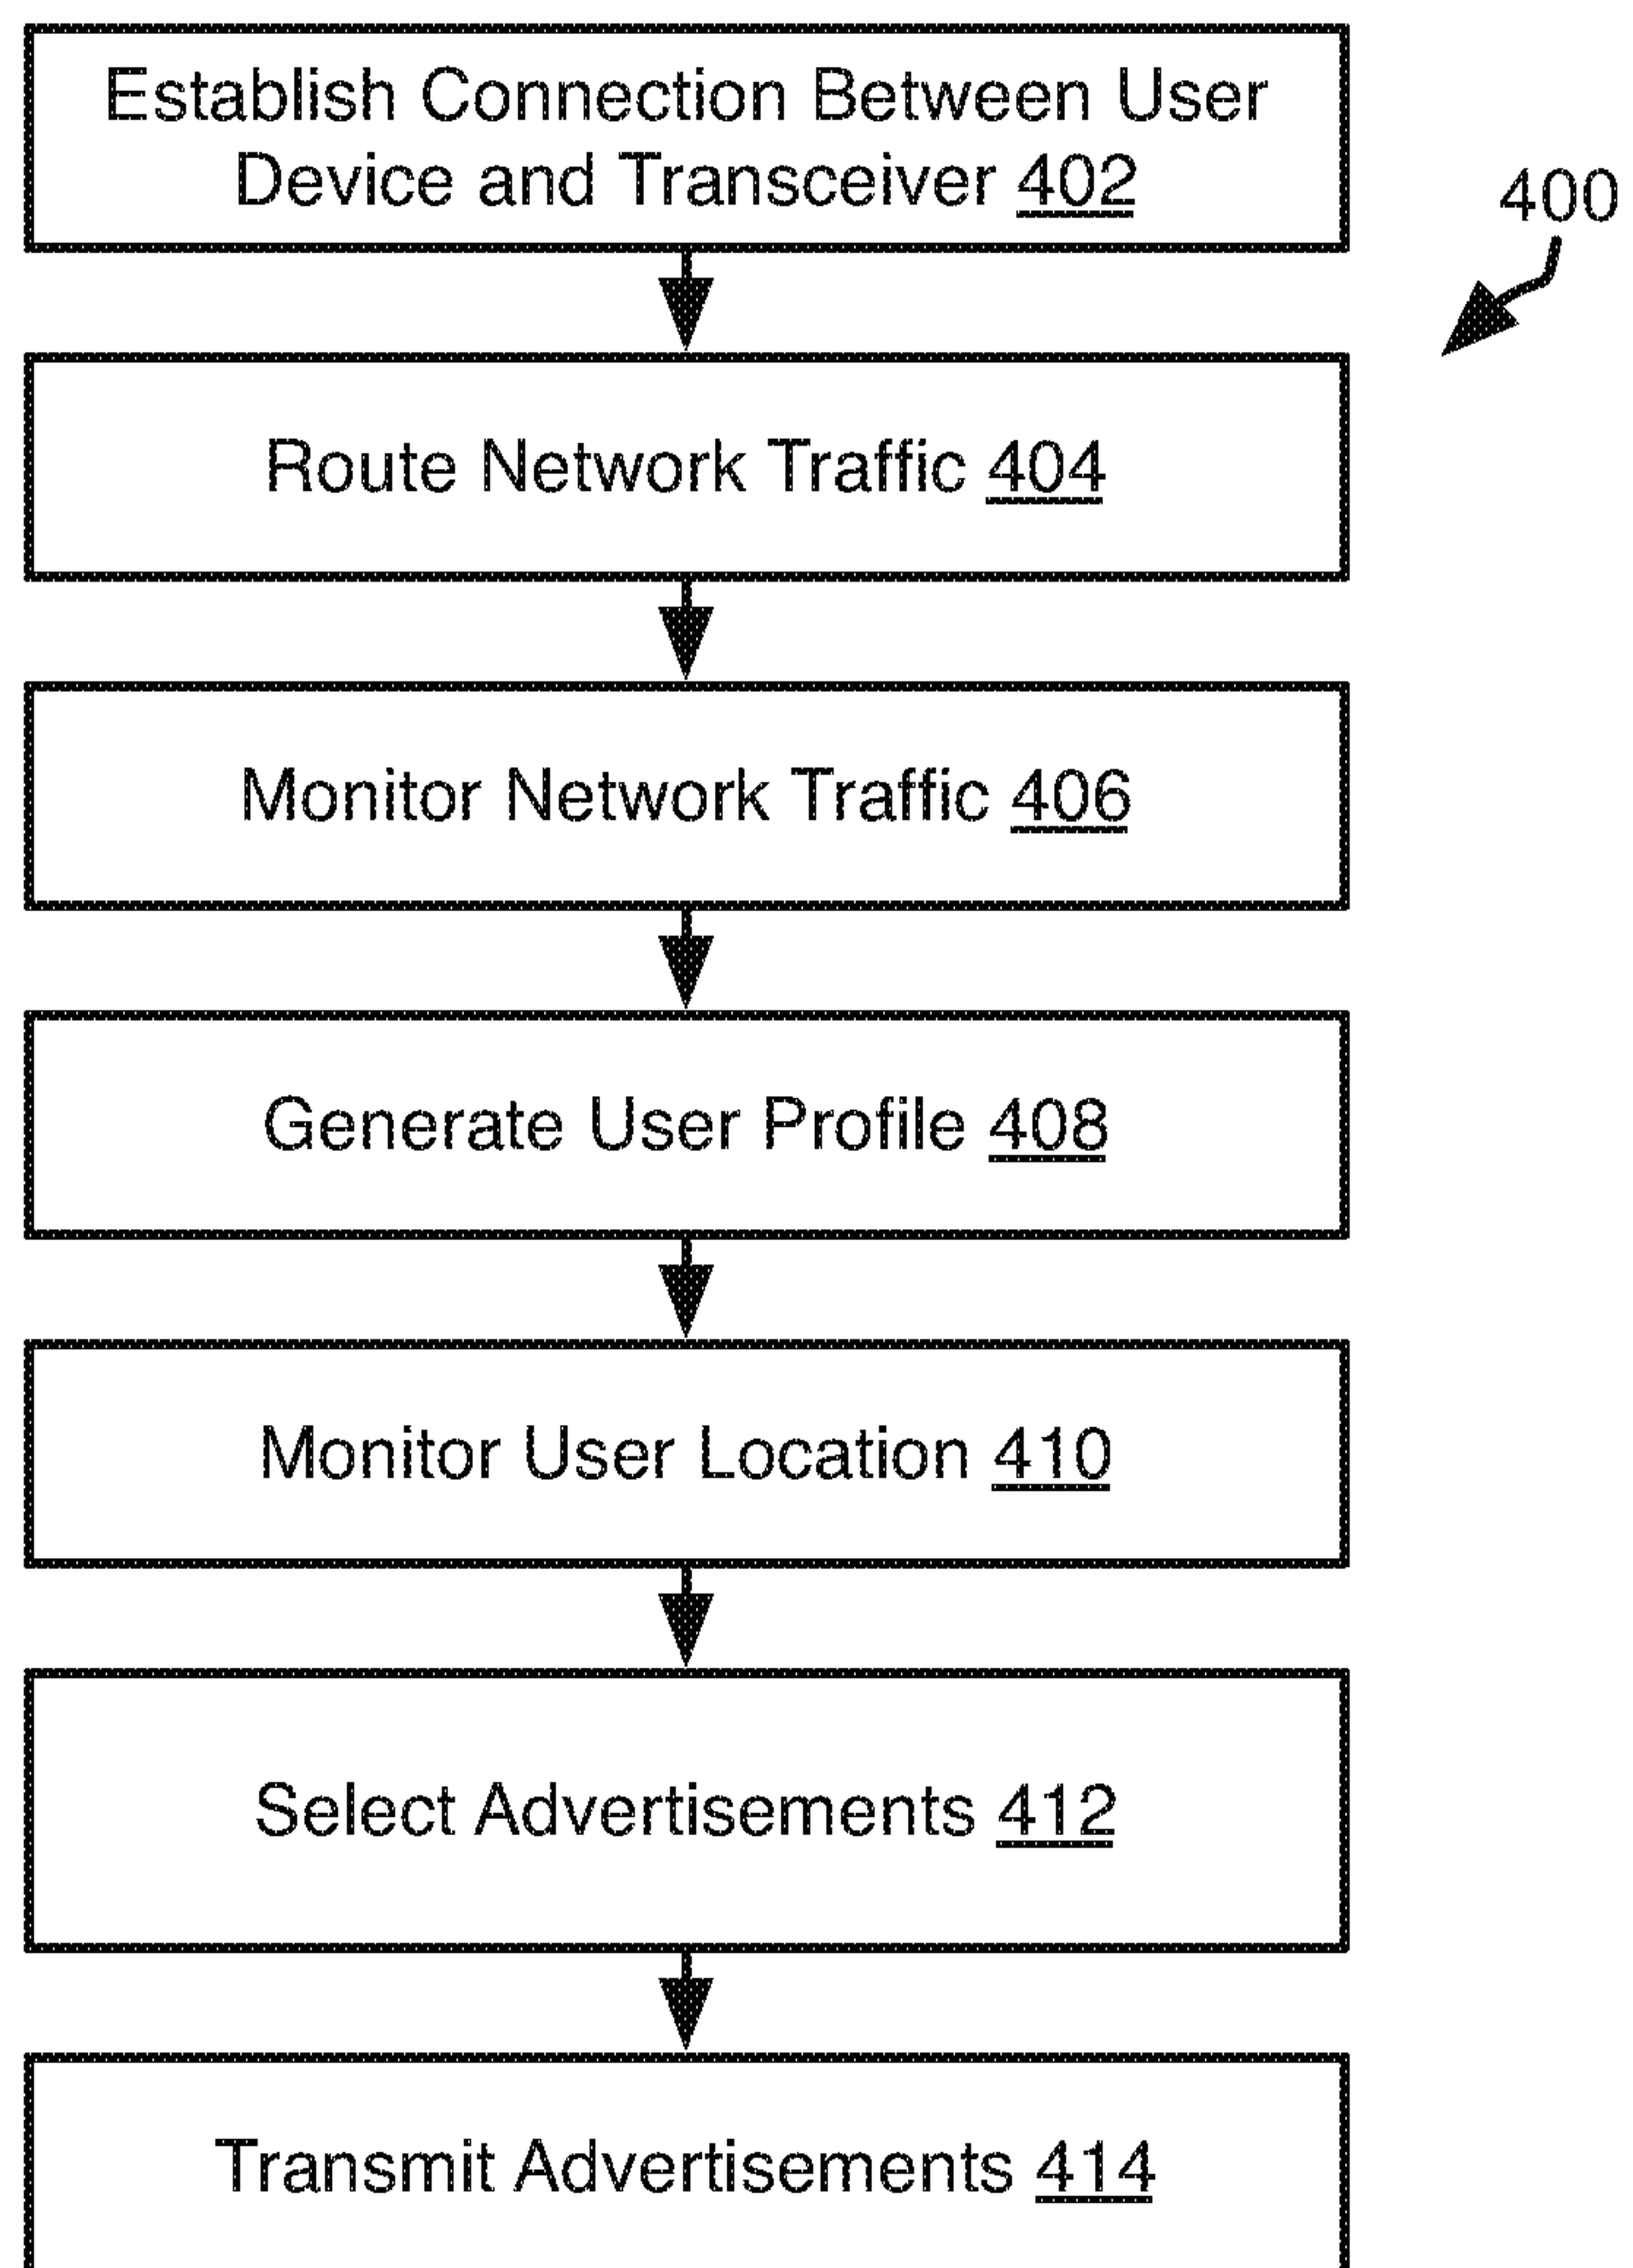 Establish Connection Between User
Device and Transceiver 402
400
Route Network Traffic 404
Monitor Network Traffic 406
Generate User Profile 408
Monitor User Location 410
Select Advertisements 412
Transmit Advertisements 414